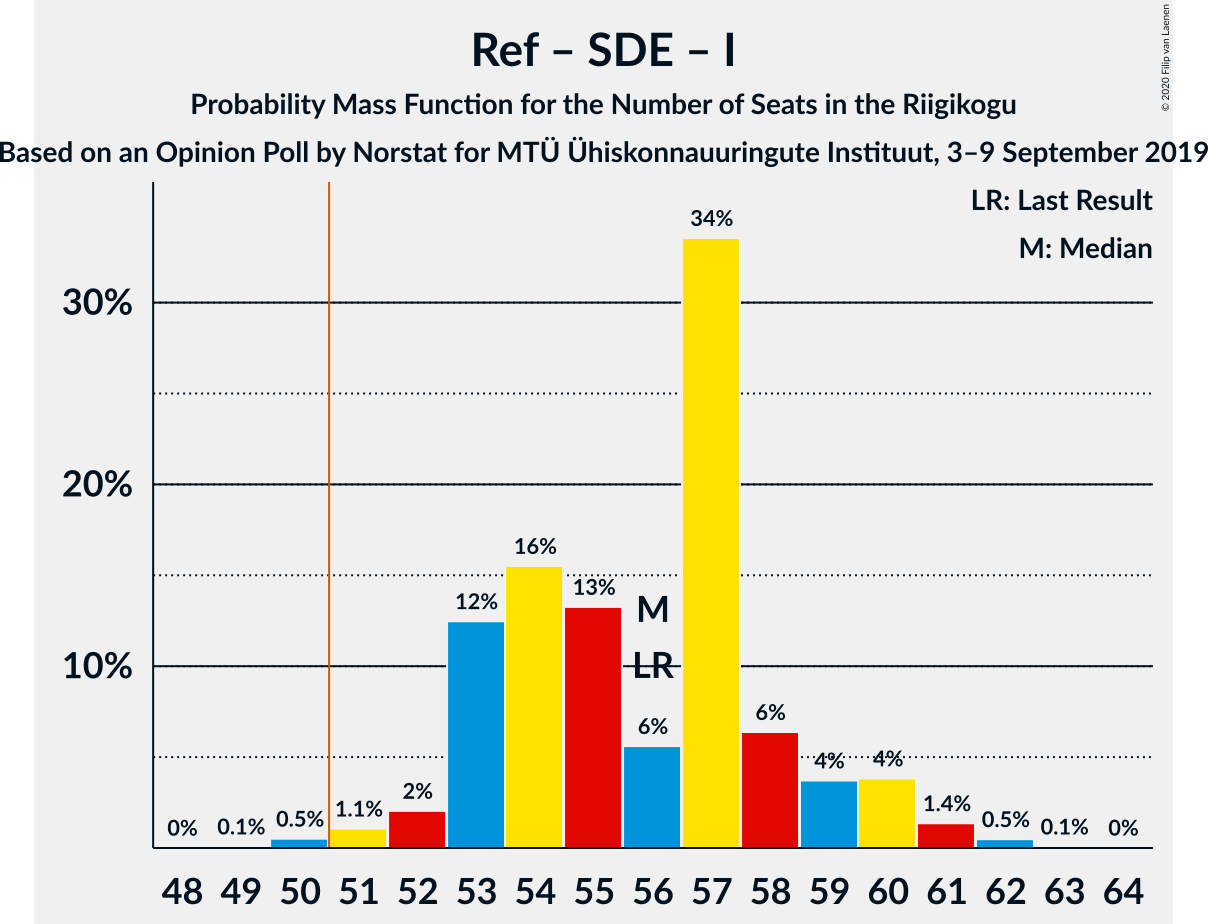 Ref – SDE – I
Probability Mass Function for the Number of Seats in the Riigikogu
Based on an Opinion Poll by Norstat for MTÜ Ühiskonnauuringute Instituut, 3–9 September 2019
© 2020 Filip van Laenen
LR: Last Result
M: Median
34%
30%
20%
16%
13%
12%
M
10%
LR
6%
6%
4%
4%
2%
1.4%
1.1%
0.5%
0.5%
0%
0.1%
0.1%
0%
48 49 50 51 52 53 54 55 56 57 58 59 60 61 62 63 64